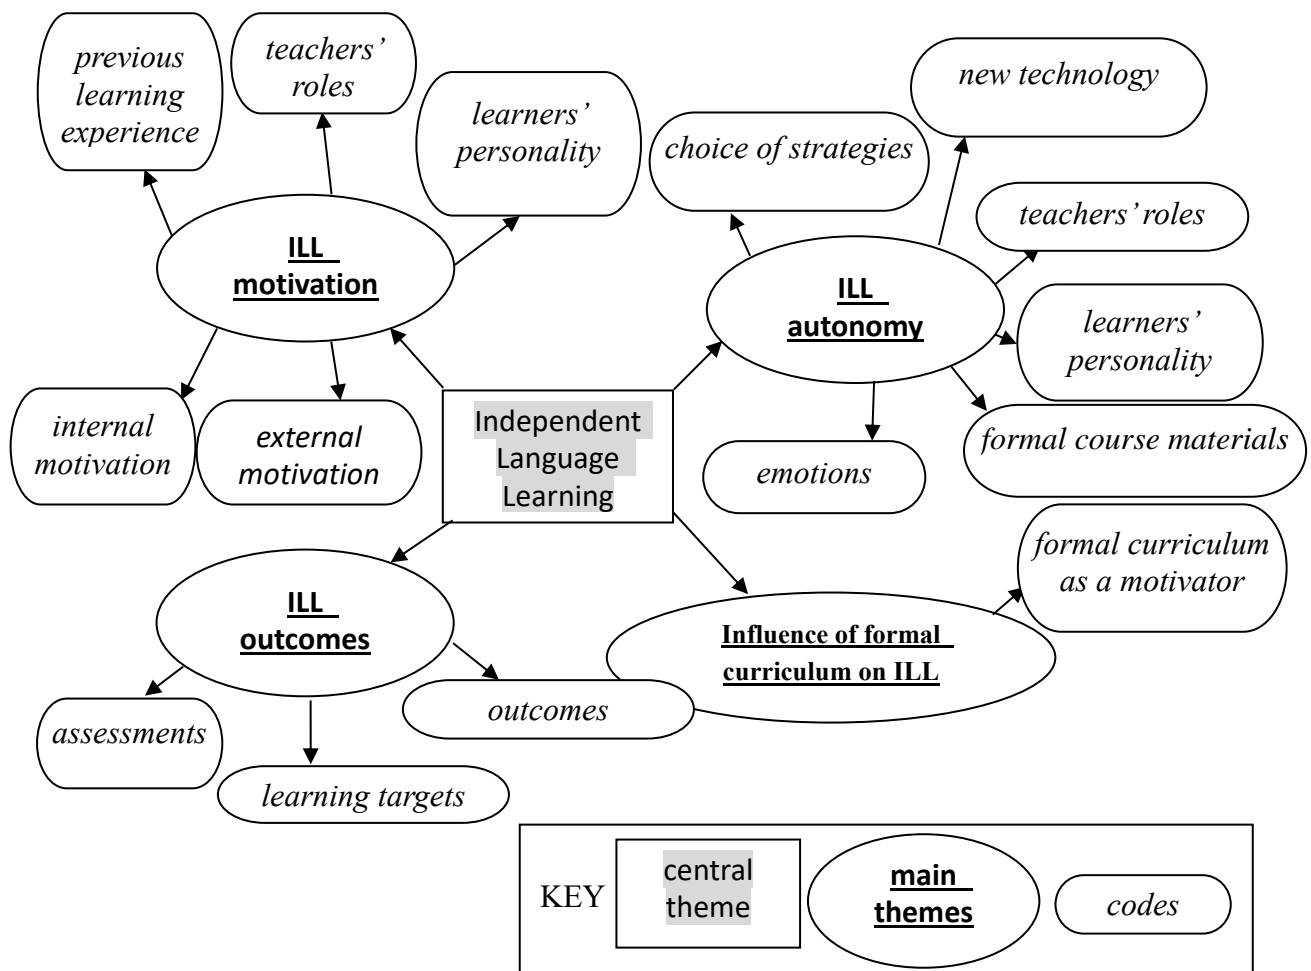 previous
learning
experience
teachers’
roles
learners’
personality
ILL
motivation
internal
motivation
external
motivation
new technology
choice of strategies
teachers’ roles
ILL
autonomy
learners’
personality
formal course materials
emotions
Independent
Language
Learning
formal curriculum
as a motivator
ILL
outcomes
Influence of formal
curriculum on ILL
assessments
outcomes
learning targets
KEY
central
theme
main
themes
codes